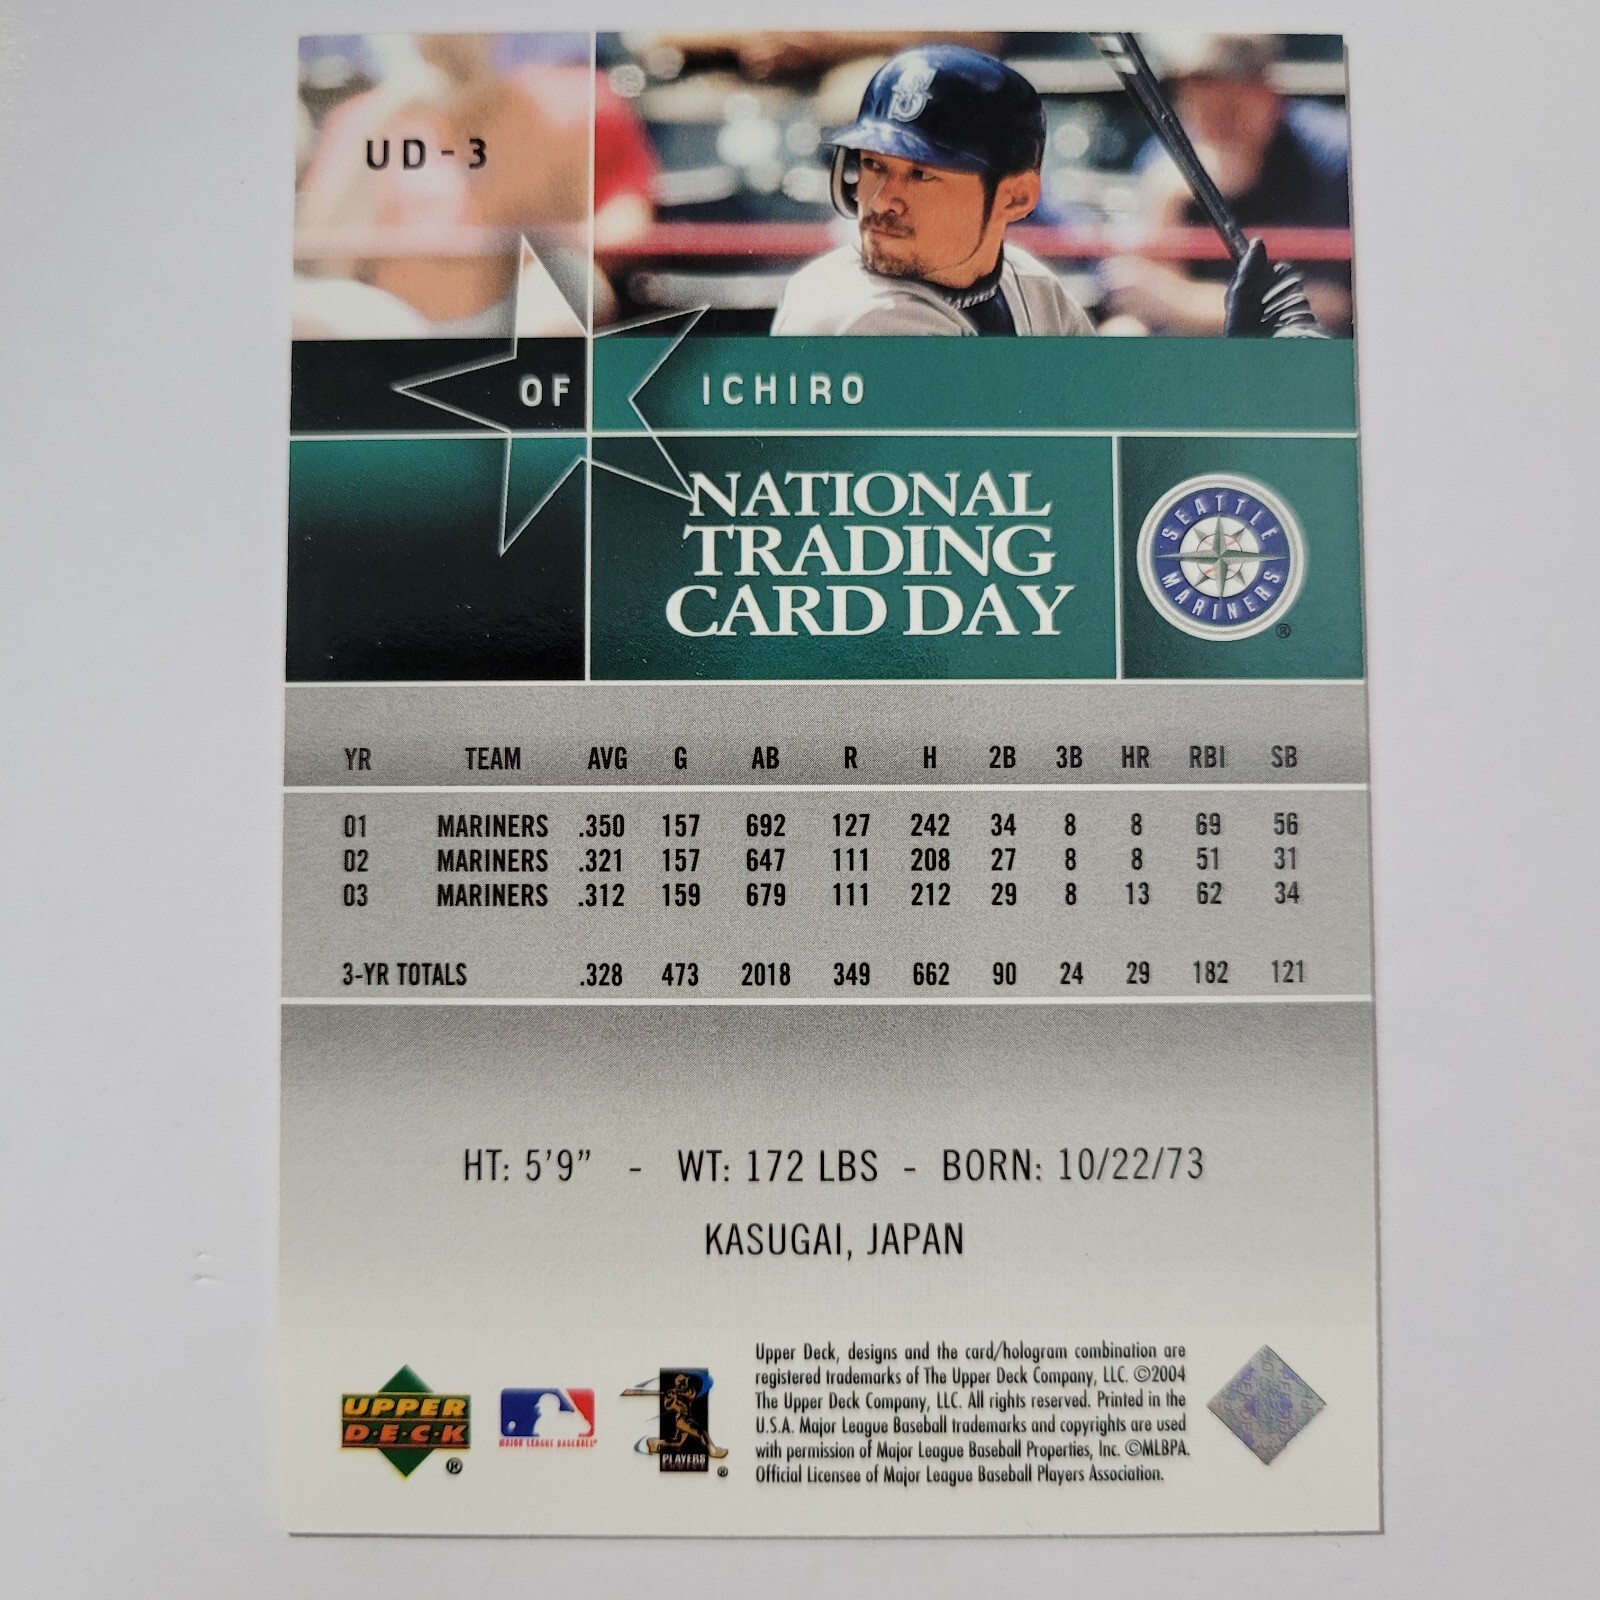 UD-3
OF ICHIRO
NATIONAL
TRADING
CARD DAY
SEATTLE
MARINERS
®
YR TEAM AVG G AB R H 2B 3B HR RBI SB
01 MARINERS .350 157 692 127 242 34 8 8 69 56
02 MARINERS .321 157 647 111 208 27 8 8 51 31
03 MARINERS .312 159 679 111 212 29 8 13 62 34
3-YR TOTALS .328 473 2018 349 662 90 24 29 182 121
HT: 5'9” - WT: 172 LBS - BORN: 10/22/73
KASUGAI, JAPAN
UPPER
D·E·C·K
®
MAJOR LEAGUE BASEBALL
PLAYERS
®
Upper Deck, designs and the card/hologram combination are
registered trademarks of The Upper Deck Company, LLC. ©2004
The Upper Deck Company, LLC. All rights reserved. Printed in the
U.S.A. Major League Baseball trademarks and copyrights are used
with permission of Major League Baseball Properties, Inc. ©MLBPA.
Official Licensee of Major League Baseball Players Association.